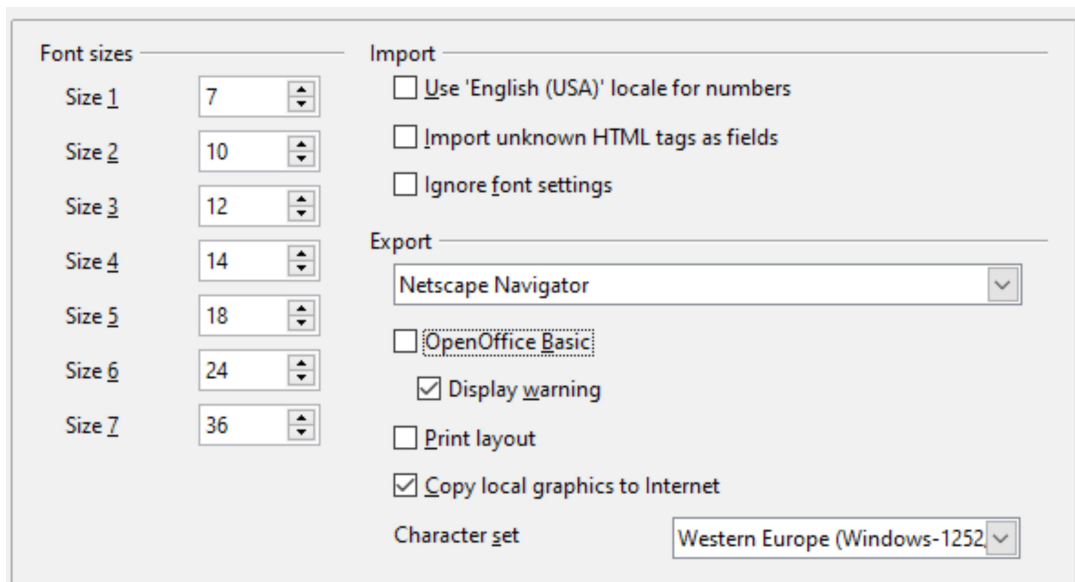 Font sizes
Size 1 7
Size 2 10
Size 3 12
Size 4 14
Size 5 18
Size 6 24
Size 7 36
Import
Use 'English (USA)' locale for numbers
Import unknown HTML tags as fields
Ignore font settings
Export
Netscape Navigator
OpenOffice Basic
Display warning
Print layout
Copy local graphics to Internet
Character set Western Europe (Windows-1252,